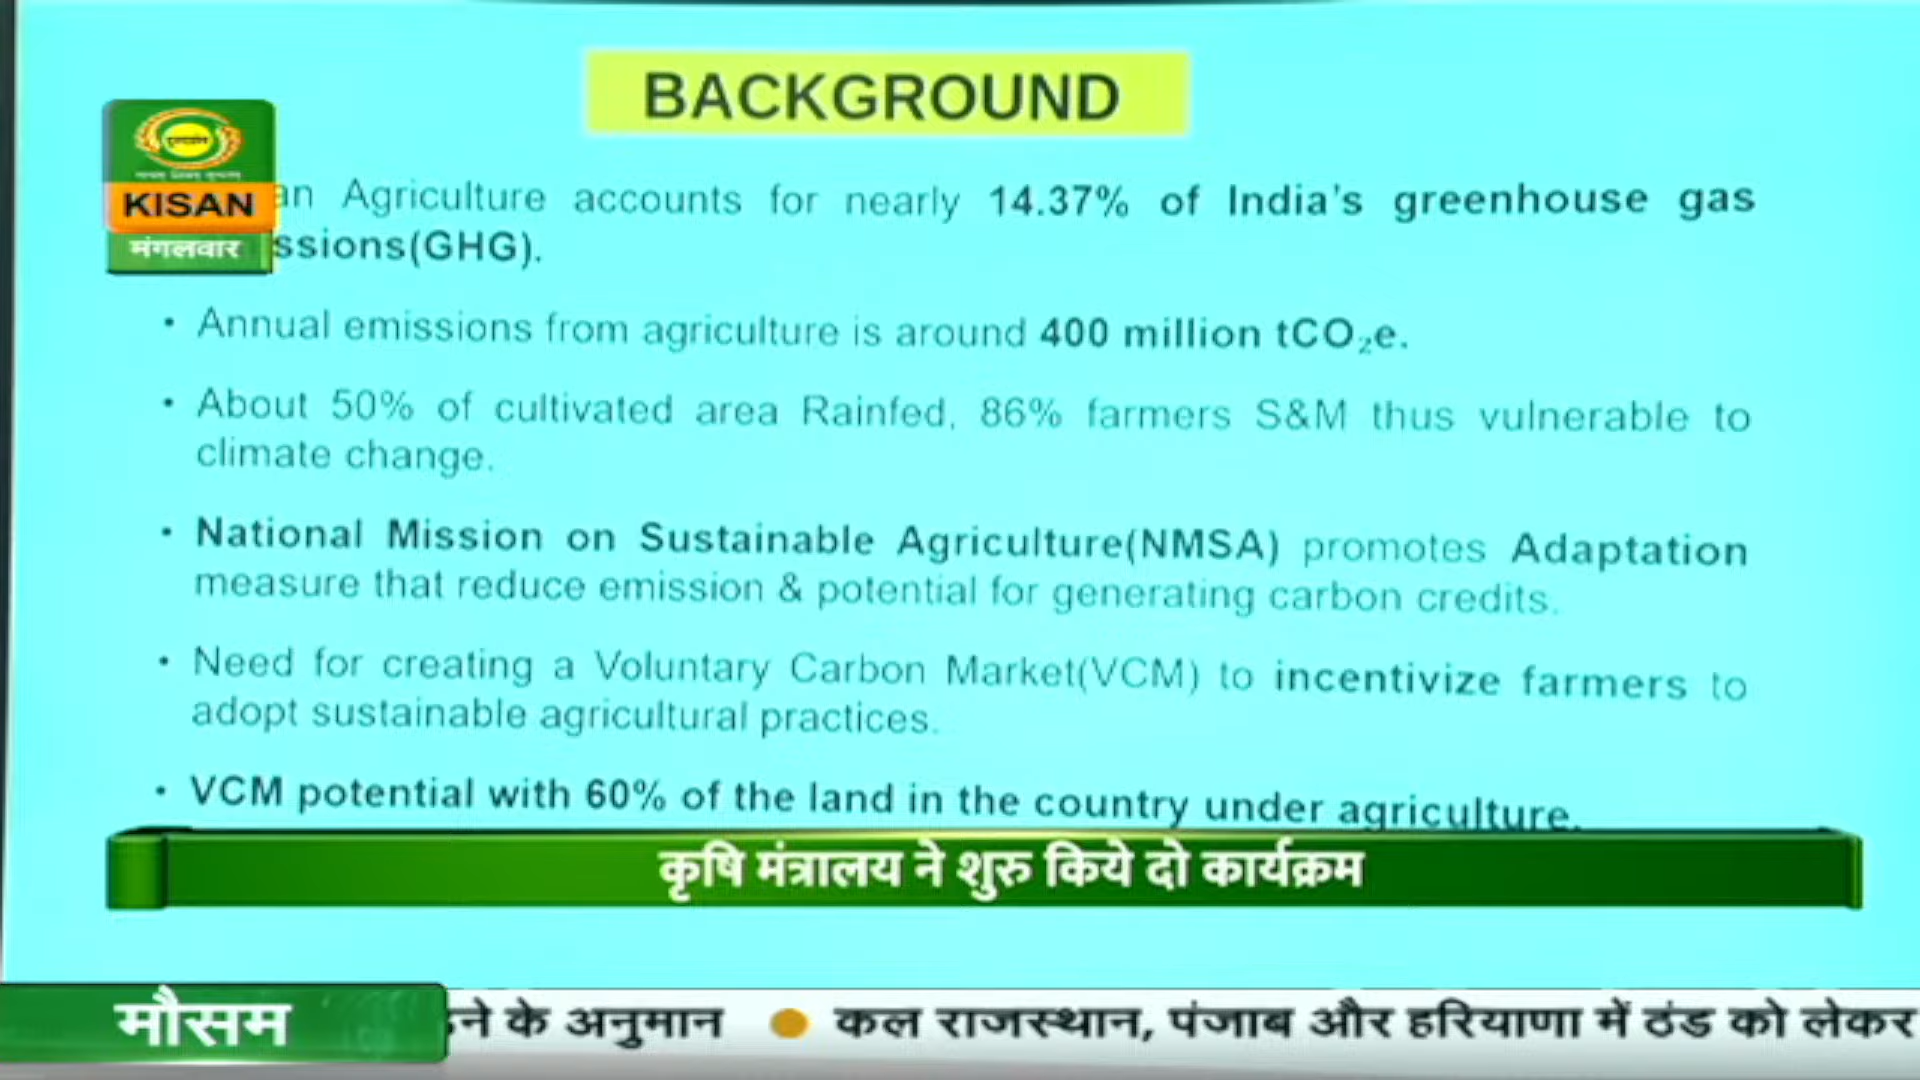 BACKGROUND
KISAN
मंगलवार
an Agriculture accounts for nearly 14.37% of India's greenhouse gas
ssions(GHG).
• Annual emissions from agriculture is around 400 million tCO₂e.
• About 50% of cultivated area Rainfed, 86% farmers S&M thus vulnerable to
climate change.
• National Mission on Sustainable Agriculture(NMSA) promotes Adaptation
measure that reduce emission & potential for generating carbon credits.
• Need for creating a Voluntary Carbon Market(VCM) to incentivize farmers to
adopt sustainable agricultural practices.
• VCM potential with 60% of the land in the country under agriculture.
कृषि मंत्रालय ने शुरु किये दो कार्यक्रम
मौसम
ने के अनुमान ● कल राजस्थान, पंजाब और हरियाणा में ठंड को लेकर